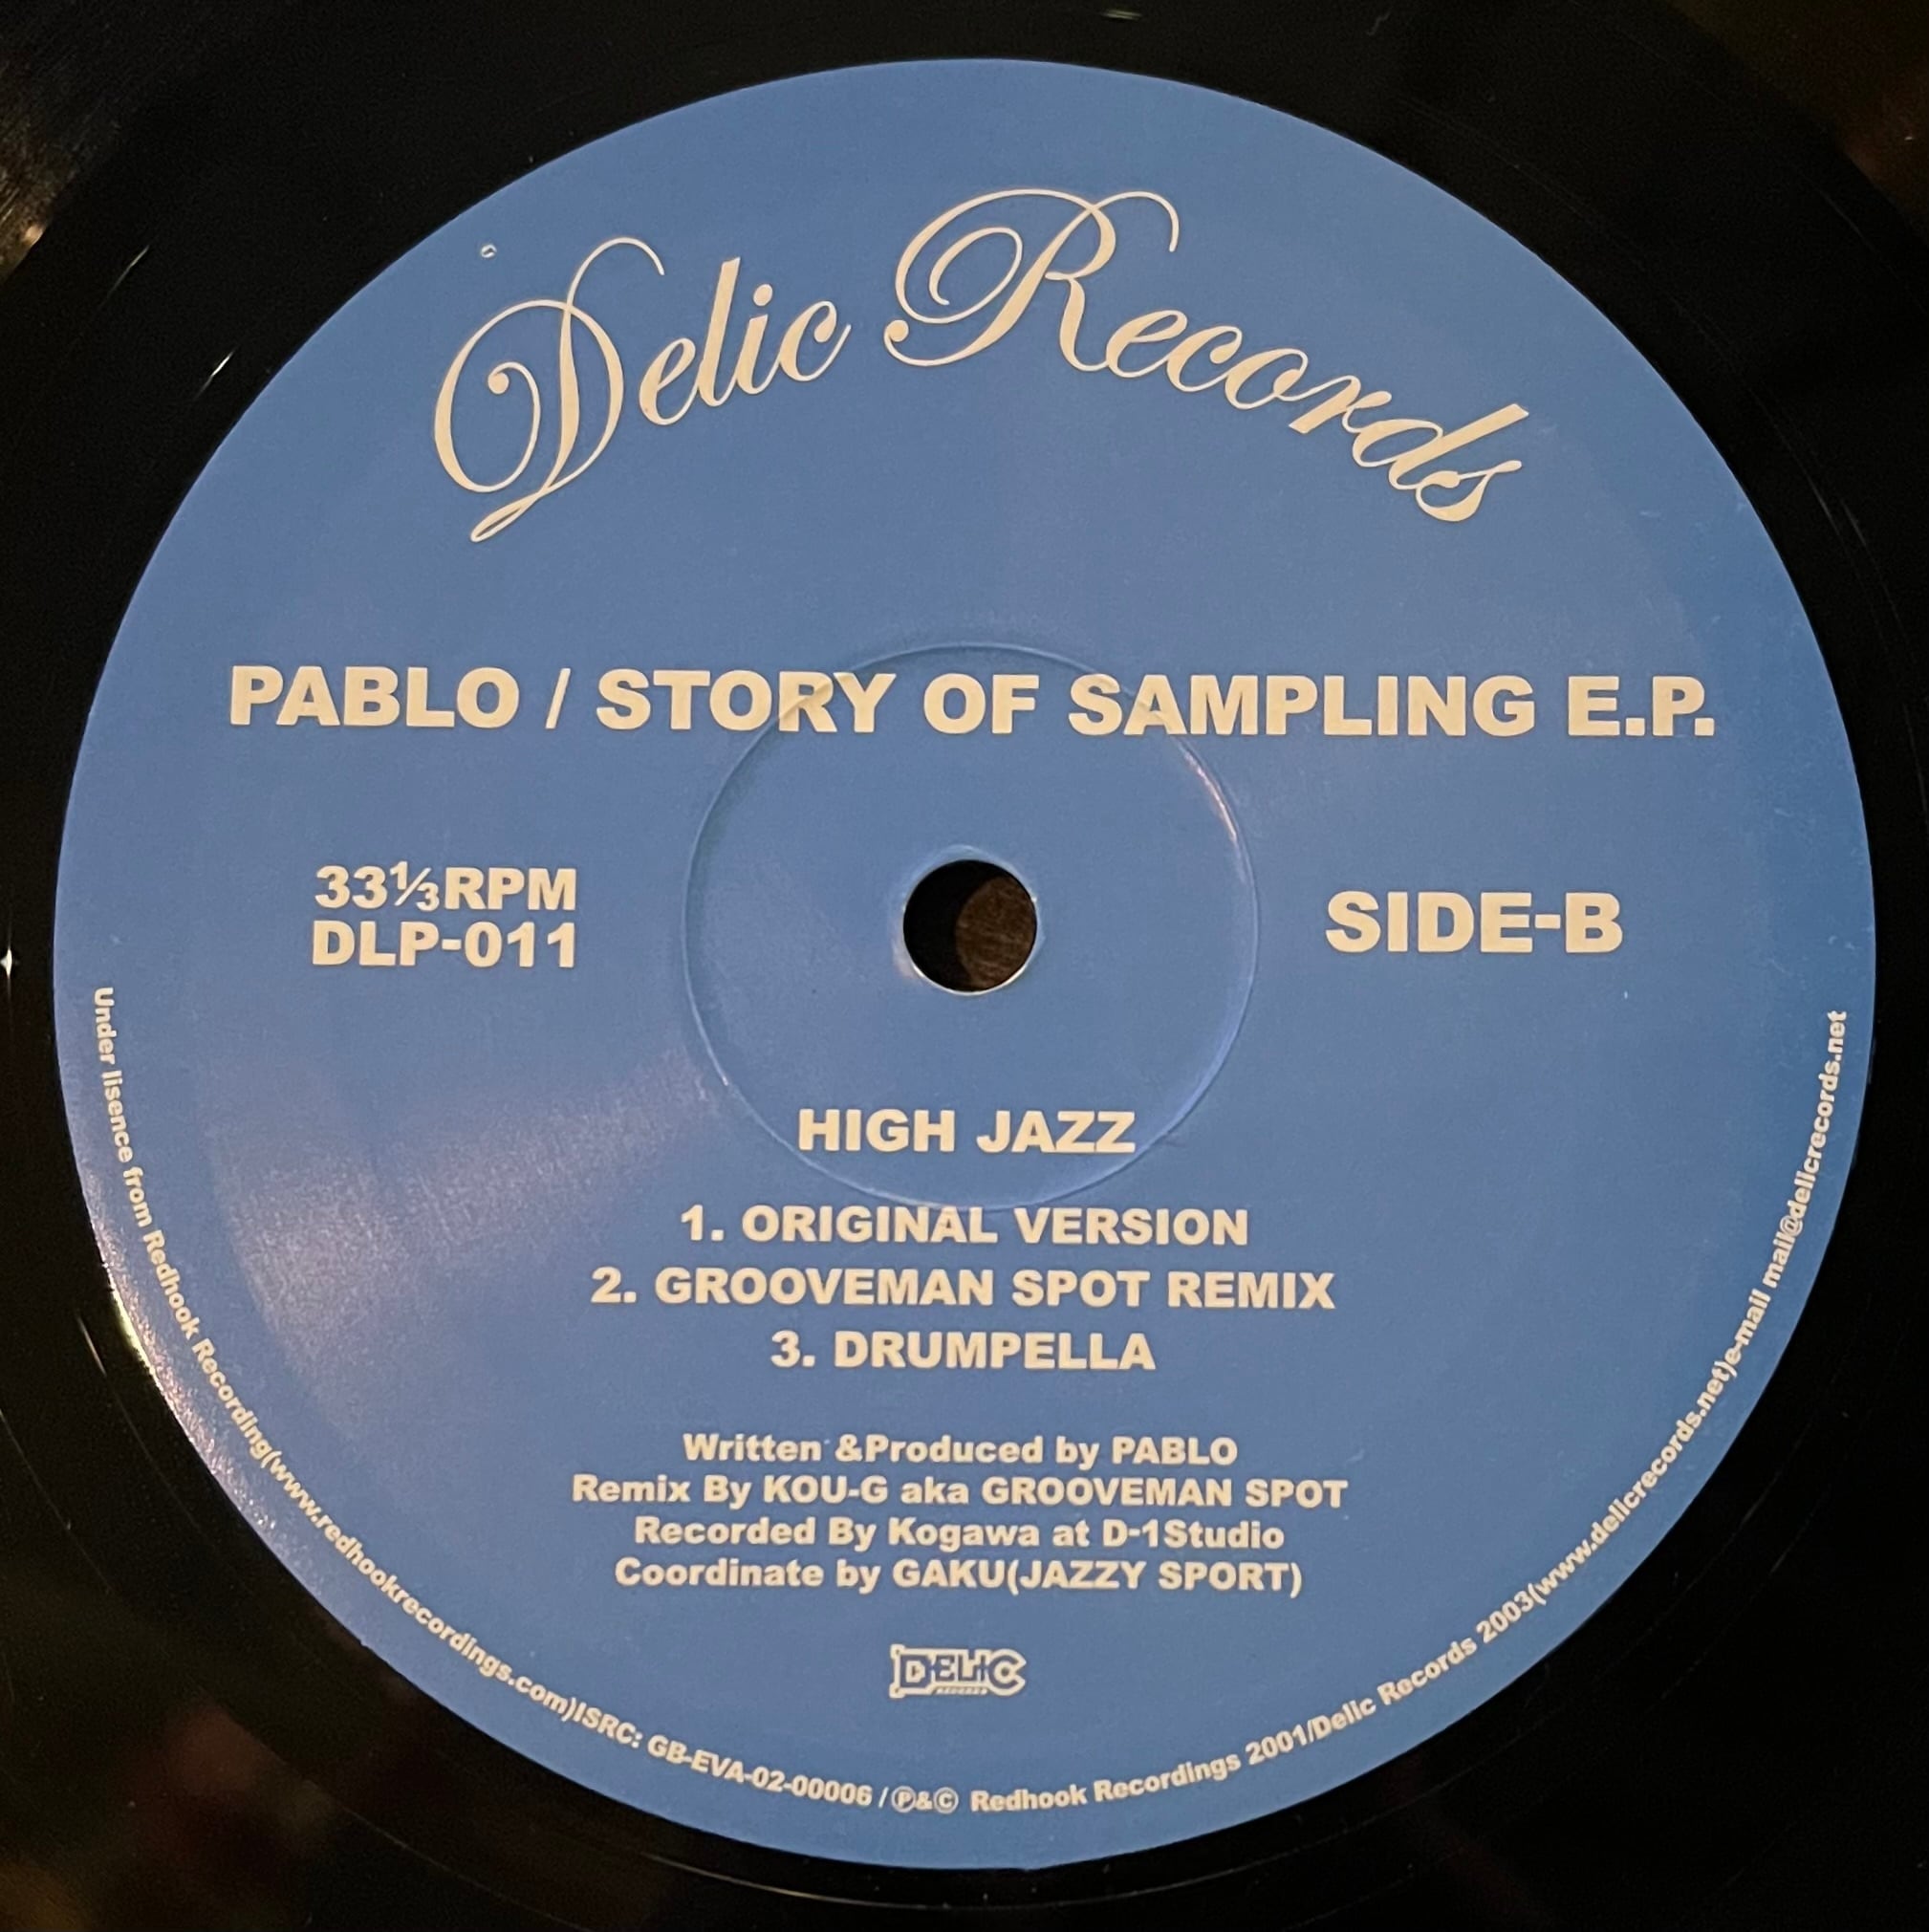 Delic Records
PABLO / STORY OF SAMPLING E.P.
33⅓RPM
DLP-011
SIDE-B
HIGH JAZZ
1. ORIGINAL VERSION
2. GROOVEMAN SPOT REMIX
3. DRUMPELLA
Written &Produced by PABLO
Remix By KOU-G aka GROOVEMAN SPOT
Recorded By Kogawa at D-1Studio
Coordinate by GAKU(JAZZY SPORT)
DELIC
RECORDS
Under lisence from Redhook Recording(www.redhookrecordings.com)ISRC: GB-EVA-02-00006 /Ⓟ&© Redhook Recordings 2001/Delic Records 2003(www.delicrecords.net)e-mail mail@delicrecords.net